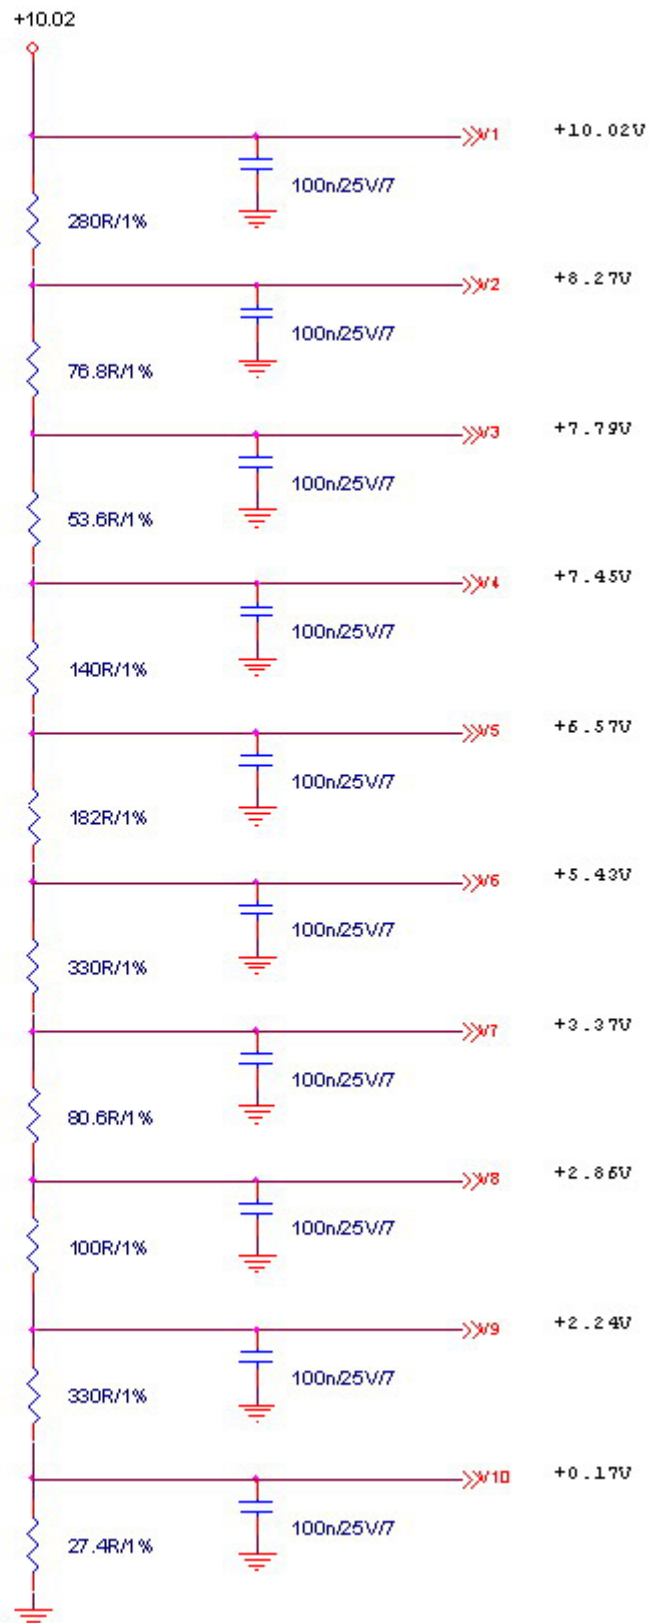 +10.02
V1 +10.02V
100n/25V/7
280R/1%
V2 +8.27V
100n/25V/7
76.8R/1%
V3 +7.79V
100n/25V/7
53.6R/1%
V4 +7.45V
100n/25V/7
140R/1%
V5 +6.57V
100n/25V/7
182R/1%
V6 +5.43V
100n/25V/7
330R/1%
V7 +3.37V
100n/25V/7
80.6R/1%
V8 +2.86V
100n/25V/7
100R/1%
V9 +2.24V
100n/25V/7
330R/1%
V10 +0.17V
100n/25V/7
27.4R/1%